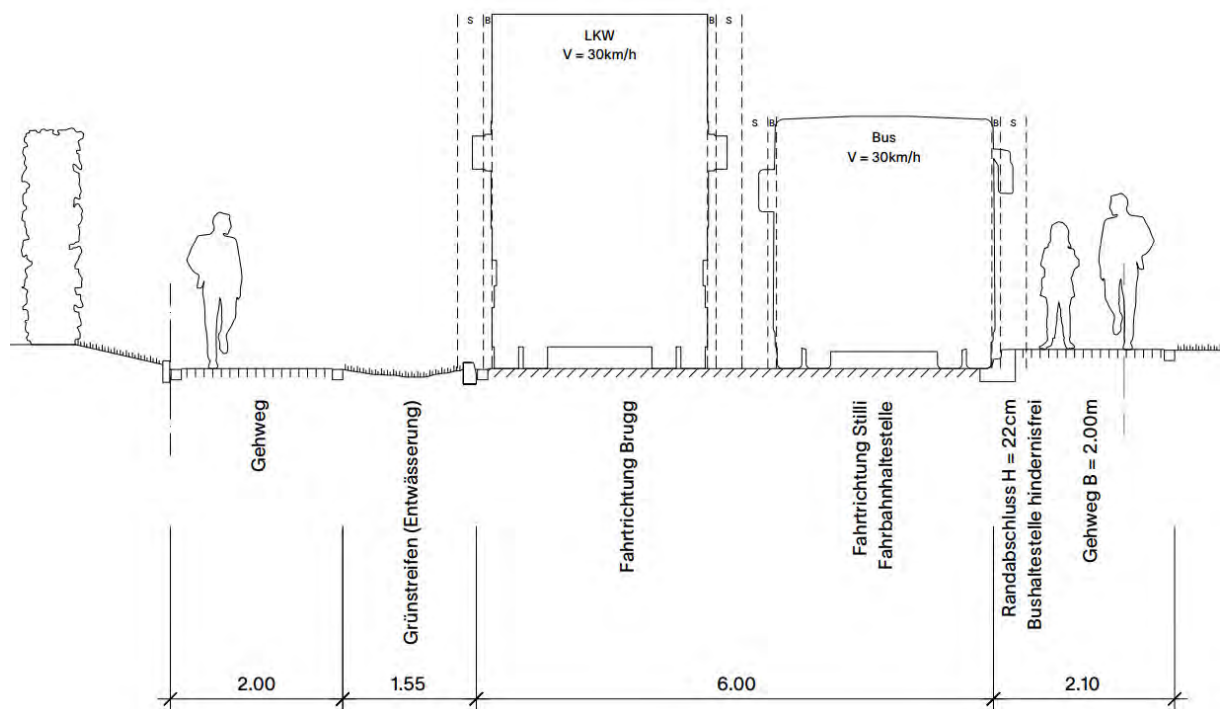 S
B
B
S
LKW
V = 30km/h
S
B
B
S
Bus
V = 30km/h
Gehweg
Grünstreifen (Entwässerung)
Fahrtrichtung Brugg
Fahrtrichtung Stilli
Fahrbahnhaltestelle
Randabschluss H = 22cm
Bushaltestelle hindernisfrei
Gehweg B = 2.00m
2.00
1.55
6.00
2.10